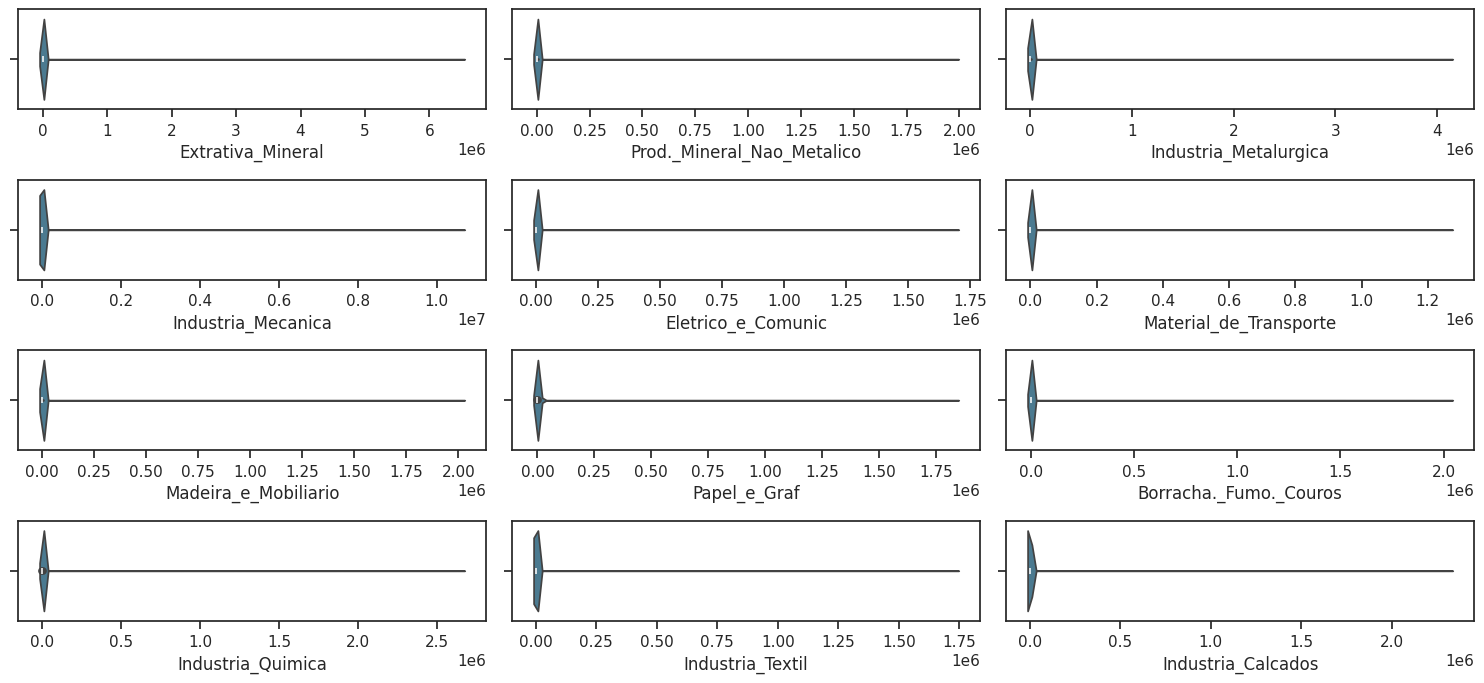 0 1 2 3 4 5 6
Extrativa_Mineral
1e6
0.00 0.25 0.50 0.75 1.00 1.25 1.50 1.75 2.00
Prod._Mineral_Nao_Metalico
1e6
0 1 2 3 4
Industria_Metalurgica
1e6
0.0 0.2 0.4 0.6 0.8 1.0
Industria_Mecanica
1e7
0.00 0.25 0.50 0.75 1.00 1.25 1.50 1.75
Eletrico_e_Comunic
1e6
0.0 0.2 0.4 0.6 0.8 1.0 1.2
Material_de_Transporte
1e6
0.00 0.25 0.50 0.75 1.00 1.25 1.50 1.75 2.00
Madeira_e_Mobiliario
1e6
0.00 0.25 0.50 0.75 1.00 1.25 1.50 1.75
Papel_e_Graf
1e6
0.0 0.5 1.0 1.5 2.0
Borracha._Fumo._Couros
1e6
0.0 0.5 1.0 1.5 2.0 2.5
Industria_Quimica
1e6
0.00 0.25 0.50 0.75 1.00 1.25 1.50 1.75
Industria_Textil
1e6
0.0 0.5 1.0 1.5 2.0
Industria_Calcados
1e6